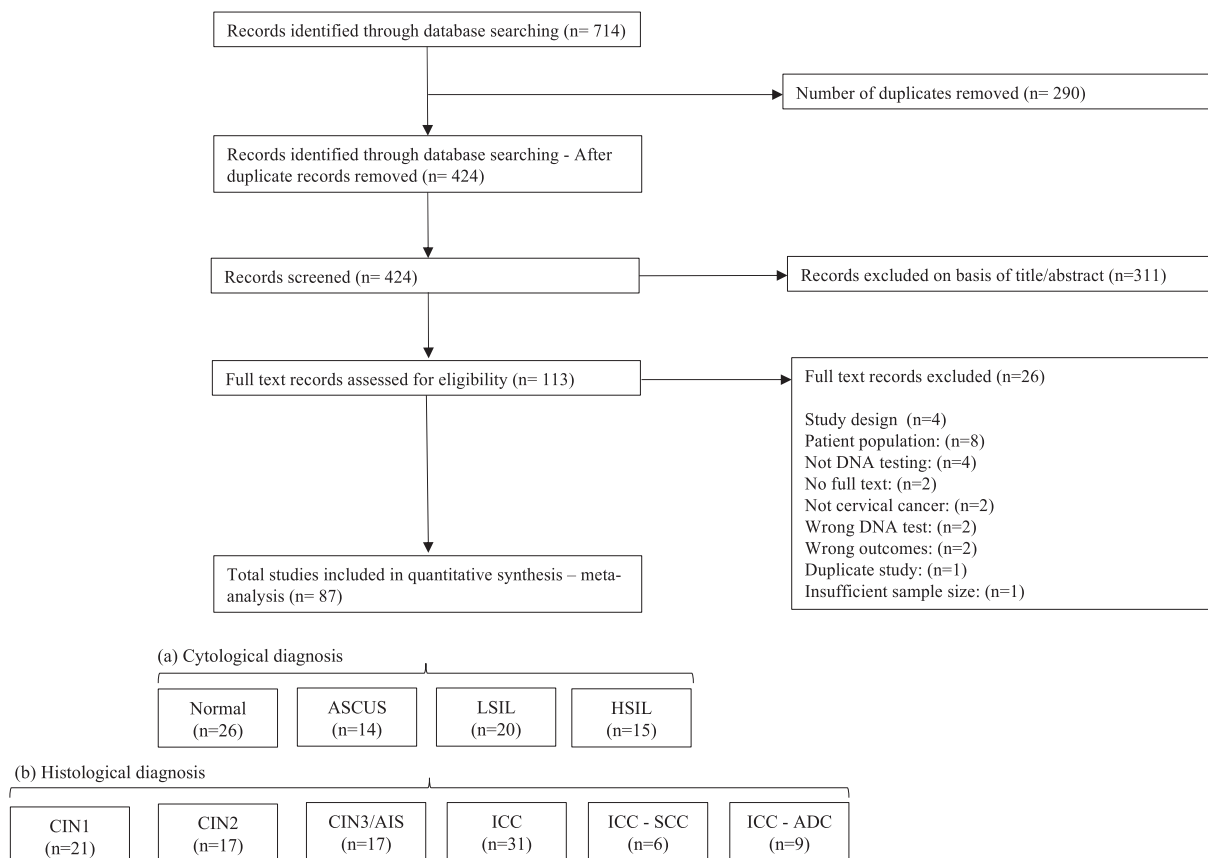 Records identified through database searching (n= 714)
Number of duplicates removed (n= 290)
Records identified through database searching - After
duplicate records removed (n= 424)
Records screened (n= 424)
Records excluded on basis of title/abstract (n=311)
Full text records assessed for eligibility (n= 113)
Full text records excluded (n=26)
Study design (n=4)
Patient population: (n=8)
Not DNA testing: (n=4)
No full text: (n=2)
Not cervical cancer: (n=2)
Wrong DNA test: (n=2)
Wrong outcomes: (n=2)
Duplicate study: (n=1)
Insufficient sample size: (n=1)
Total studies included in quantitative synthesis – meta-
analysis (n= 87)
(a) Cytological diagnosis
Normal
(n=26)
ASCUS
(n=14)
LSIL
(n=20)
HSIL
(n=15)
(b) Histological diagnosis
CIN1
(n=21)
CIN2
(n=17)
CIN3/AIS
(n=17)
ICC
(n=31)
ICC - SCC
(n=6)
ICC - ADC
(n=9)